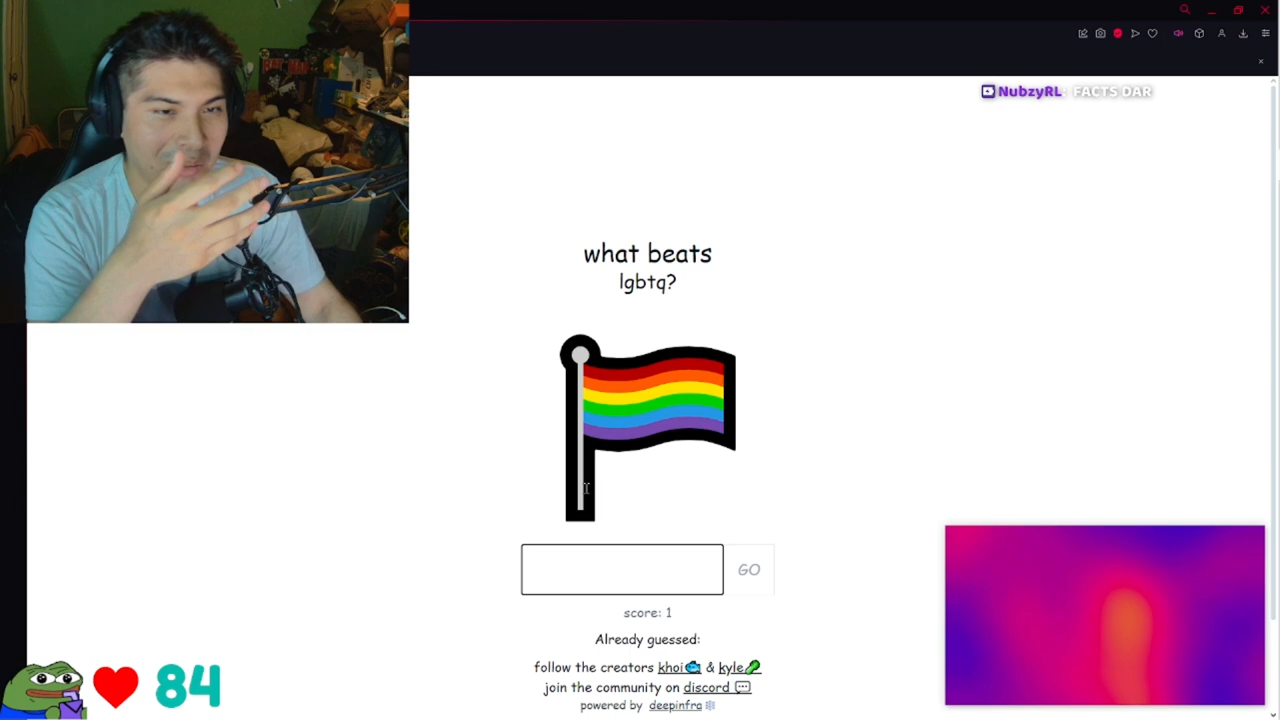 NubzyRL: FACTS DAR
what beats
lgbtq?
GO
score: 1
Already guessed:
follow the creators khoi🐟 & kyle🥒
join the community on discord 💬
powered by deepinfra
84